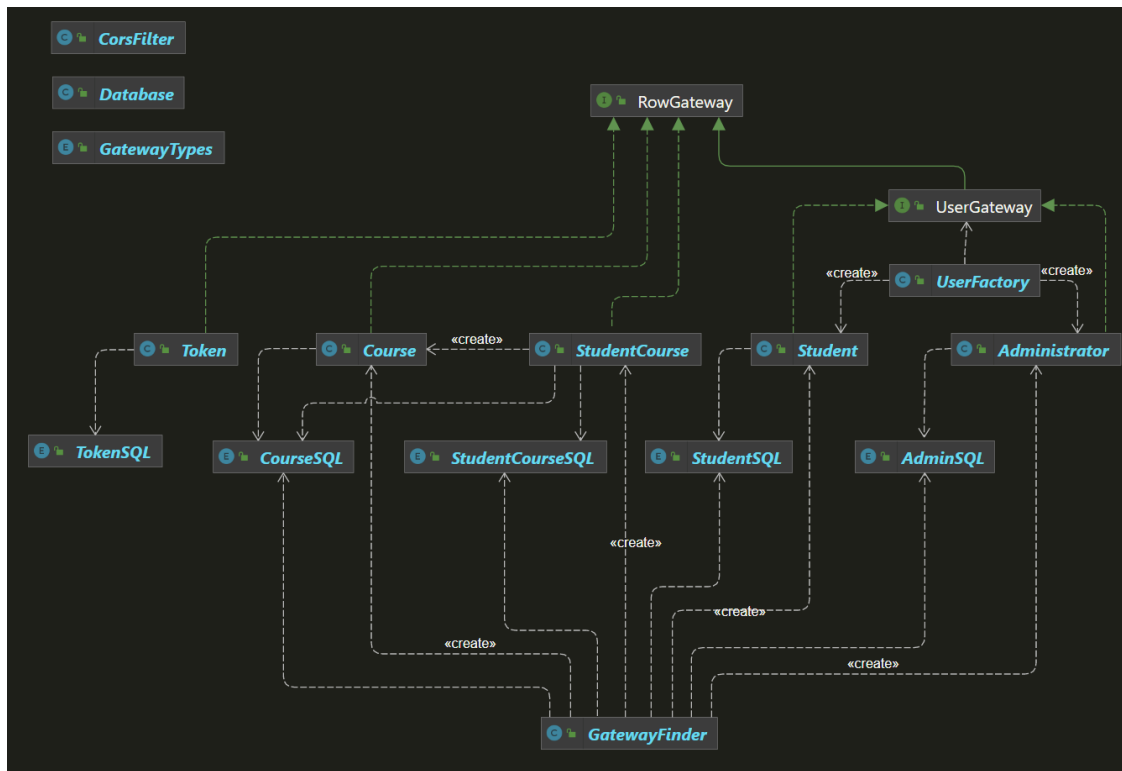 C CorsFilter
C Database
E GatewayTypes
I RowGateway
I UserGateway
«create» C UserFactory «create»
C Token
C Course
«create»
C StudentCourse
C Student
C Administrator
E TokenSQL
E CourseSQL
E StudentCourseSQL
E StudentSQL
E AdminSQL
«create»
«create»
«create»
«create»
C GatewayFinder